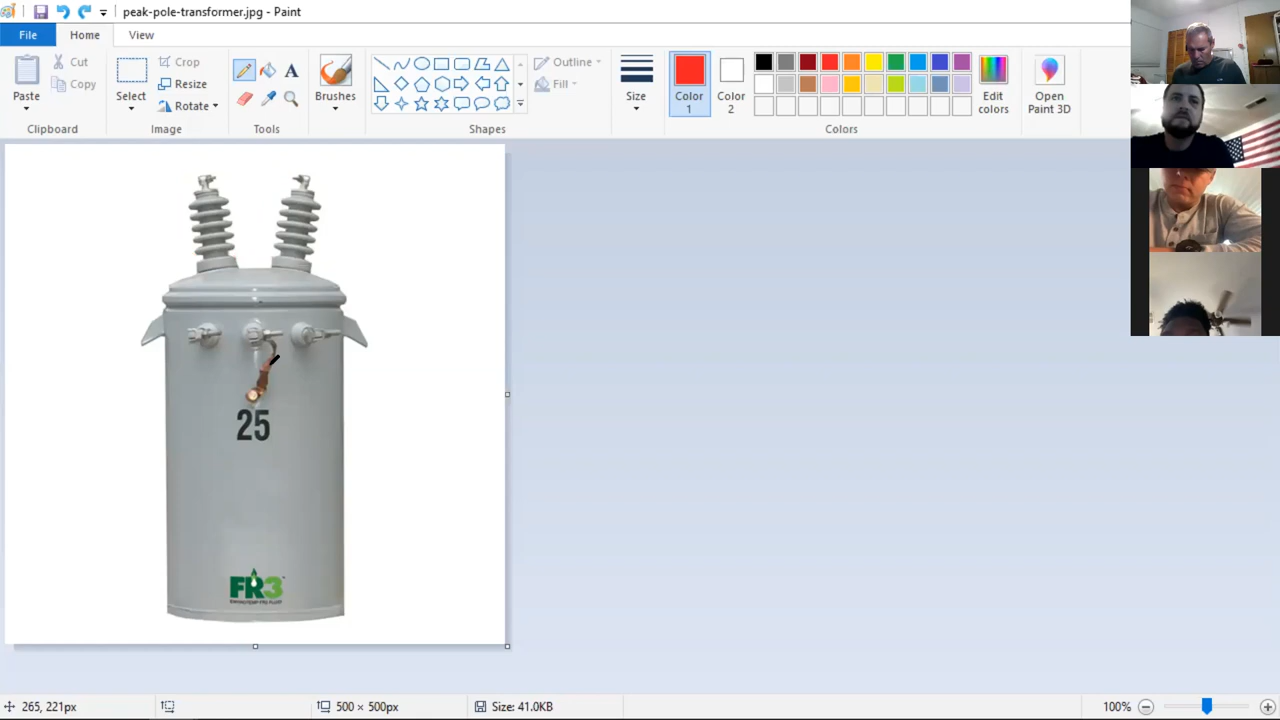 peak-pole-transformer.jpg - Paint
File
Home
View
Paste
Cut
Copy
Clipboard
Select
Crop
Resize
Rotate
Image
Tools
Brushes
Shapes
Outline
Fill
Size
Color 1
Color 2
Colors
Edit colors
Open Paint 3D
25
FR3
265, 221px
500 × 500px
Size: 41.0KB
100%